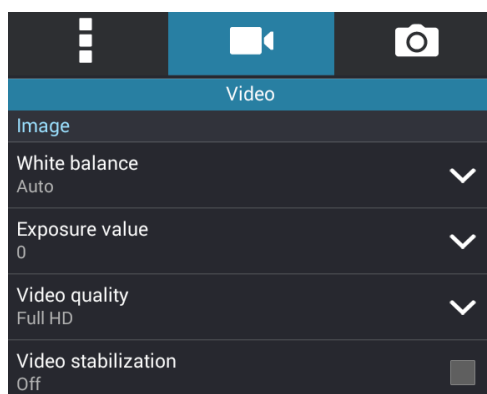 Video
Image
White balance
Auto
Exposure value
0
Video quality
Full HD
Video stabilization
Off